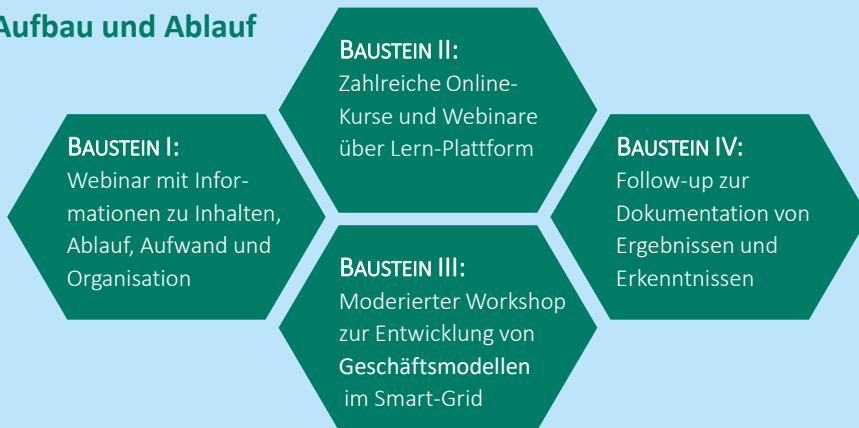 Aufbau und Ablauf
BAUSTEIN I:
Webinar mit Infor-
mationen zu Inhalten,
Ablauf, Aufwand und
Organisation
BAUSTEIN II:
Zahlreiche Online-
Kurse und Webinare
über Lern-Plattform
BAUSTEIN III:
Moderierter Workshop
zur Entwicklung von
Geschäftsmodellen
im Smart-Grid
BAUSTEIN IV:
Follow-up zur
Dokumentation von
Ergebnissen und
Erkenntnissen